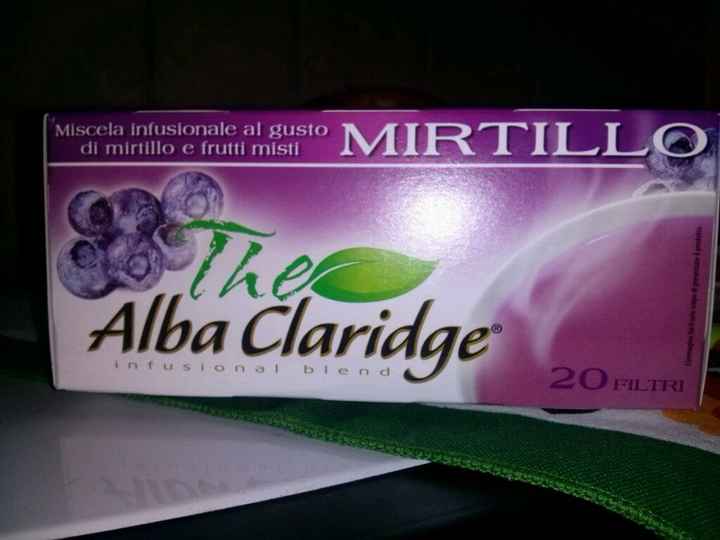 Miscela infusionale al gusto
di mirtillo e frutti misti
MIRTILLO
The
Alba Claridge®
infusional blend
20 FILTRI